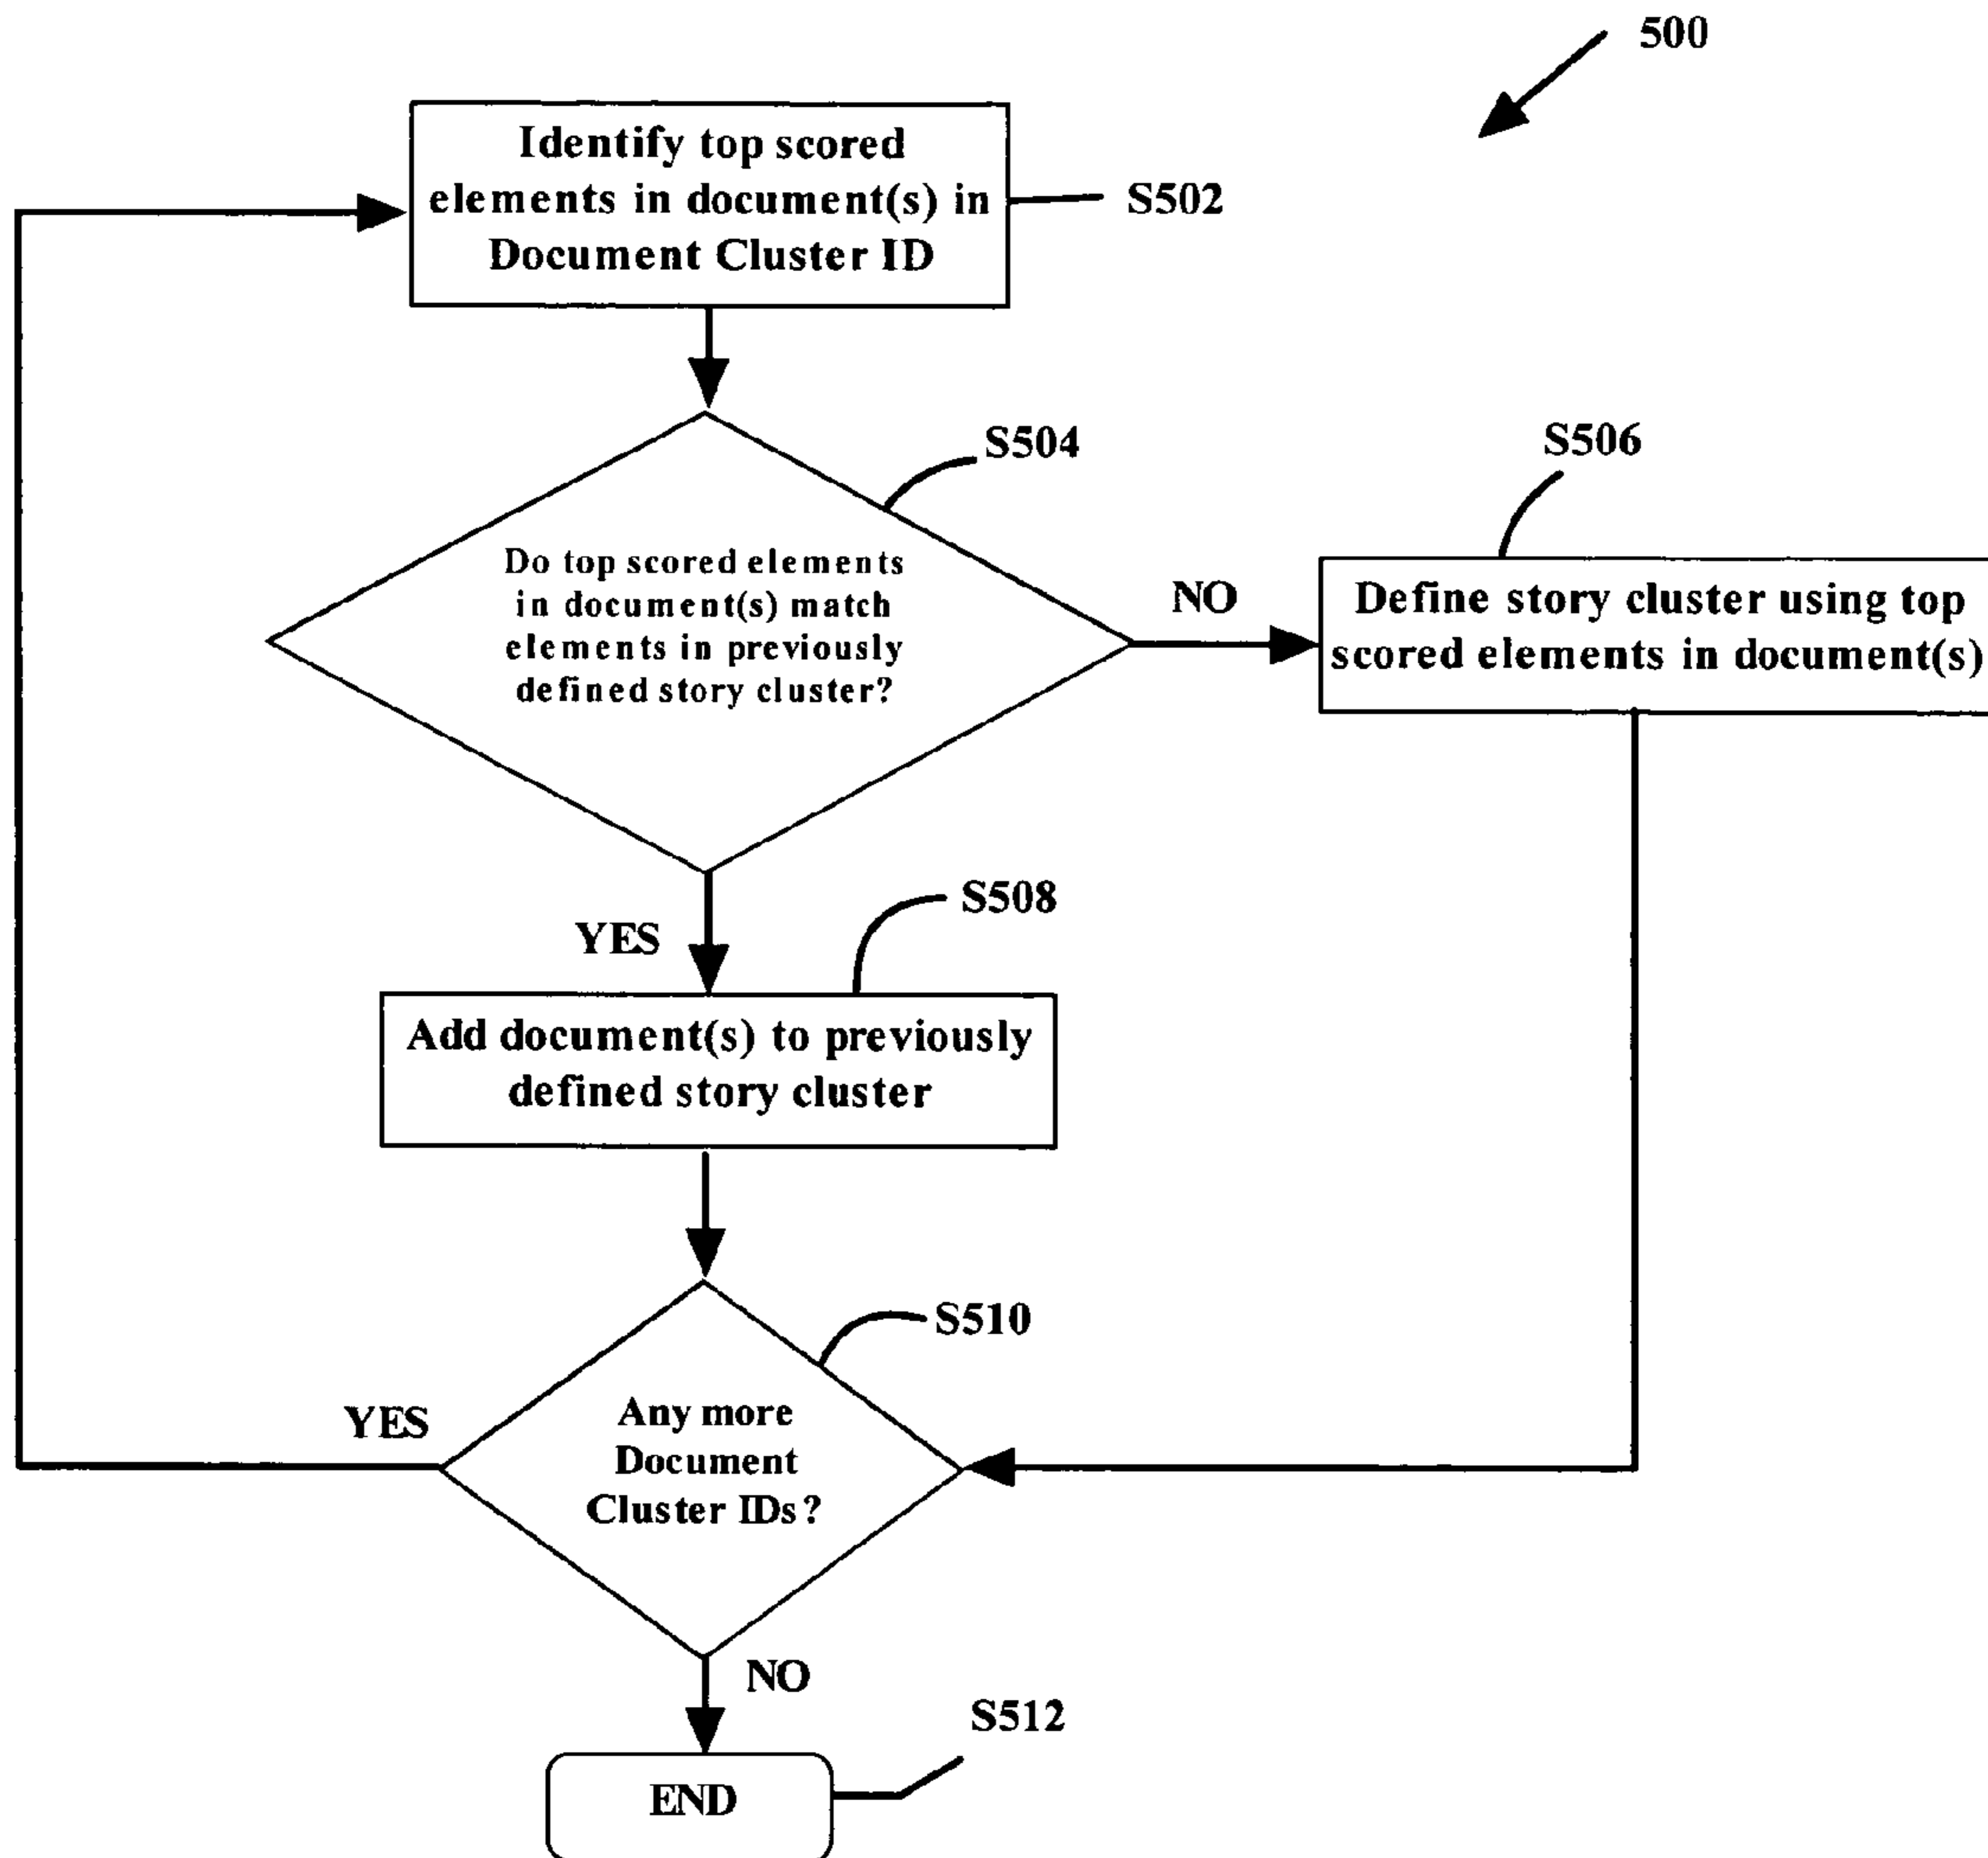 500
Identify top scored
elements in document(s) in
Document Cluster ID
S502
S504
Do top scored elements
in document(s) match
elements in previously
defined story cluster?
NO
S506
Define story cluster using top
scored elements in document(s)
YES
S508
Add document(s) to previously
defined story cluster
S510
Any more
Document
Cluster IDs?
YES
NO
S512
END